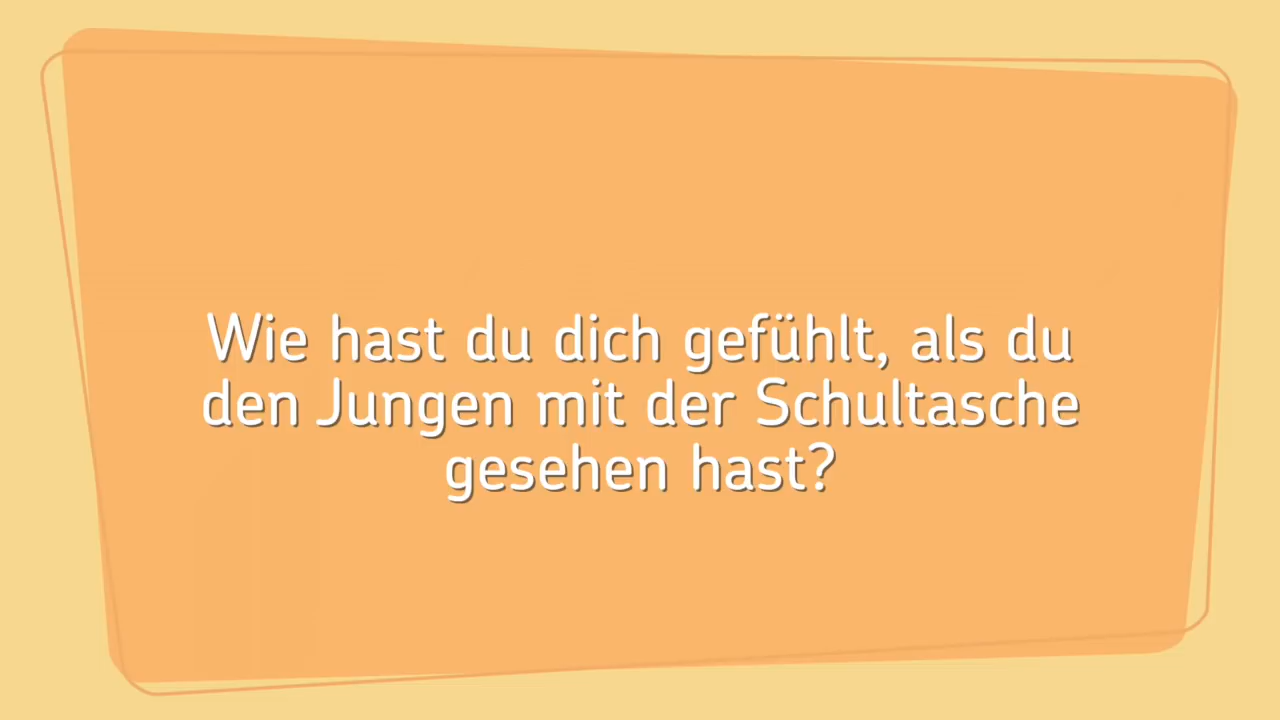 Wie hast du dich gefühlt, als du
den Jungen mit der Schultasche
gesehen hast?